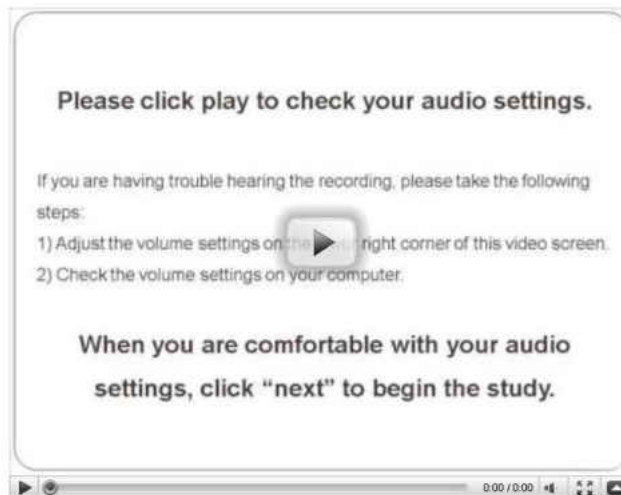 Please click play to check your audio settings.
If you are having trouble hearing the recording, please take the following
steps:
1) Adjust the volume settings on the right corner of this video screen.
2) Check the volume settings on your computer.
When you are comfortable with your audio
settings, click “next” to begin the study.
0:00 / 0:00